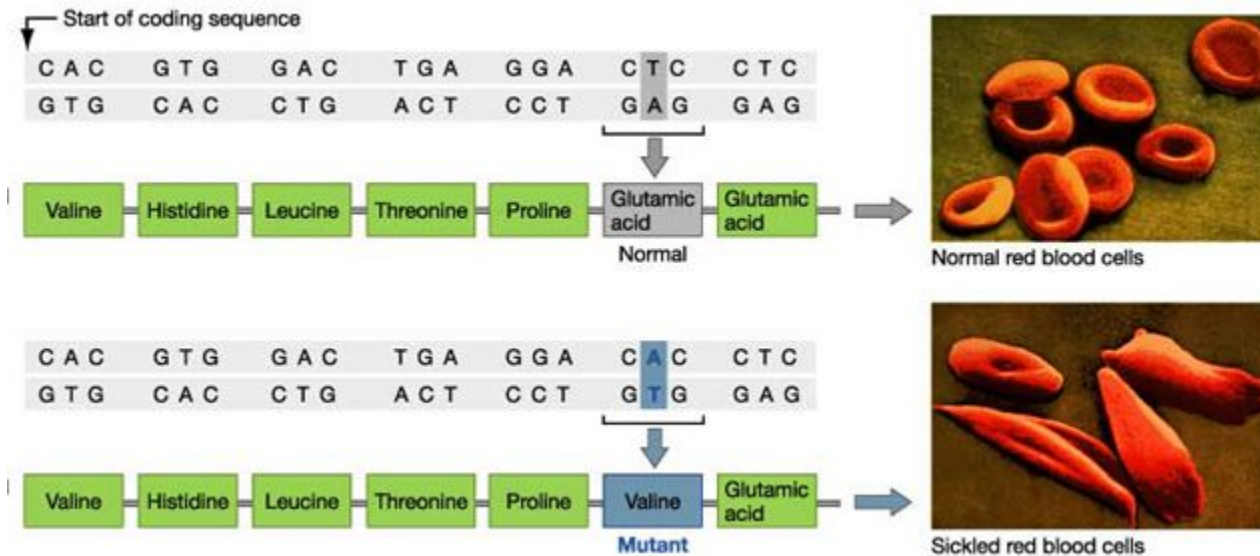 Start of coding sequence
C A C G T G G A C T G A G G A C T C C T C
G T G C A C C T G A C T C C T G A G G A G
Valine Histidine Leucine Threonine Proline Glutamic acid Glutamic acid
Normal
Normal red blood cells
C A C G T G G A C T G A G G A C A C C T C
G T G C A C C T G A C T C C T G T G G A G
Valine Histidine Leucine Threonine Proline Valine Glutamic acid
Mutant
Sickled red blood cells